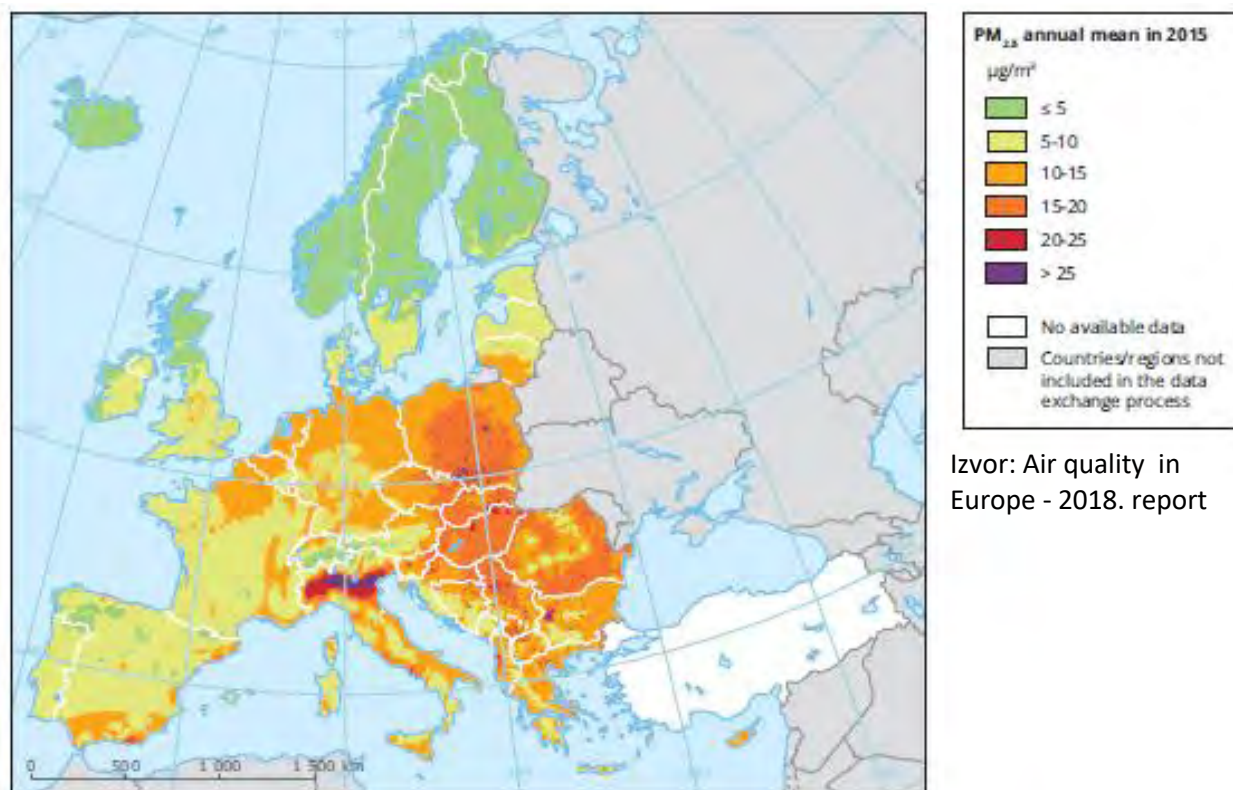 PM2.5 annual mean in 2015
µg/m³
≤ 5
5-10
10-15
15-20
20-25
> 25
No available data
Countries/regions not
included in the data
exchange process
Izvor: Air quality in
Europe - 2018. report
0 500 1 000 1 500 km